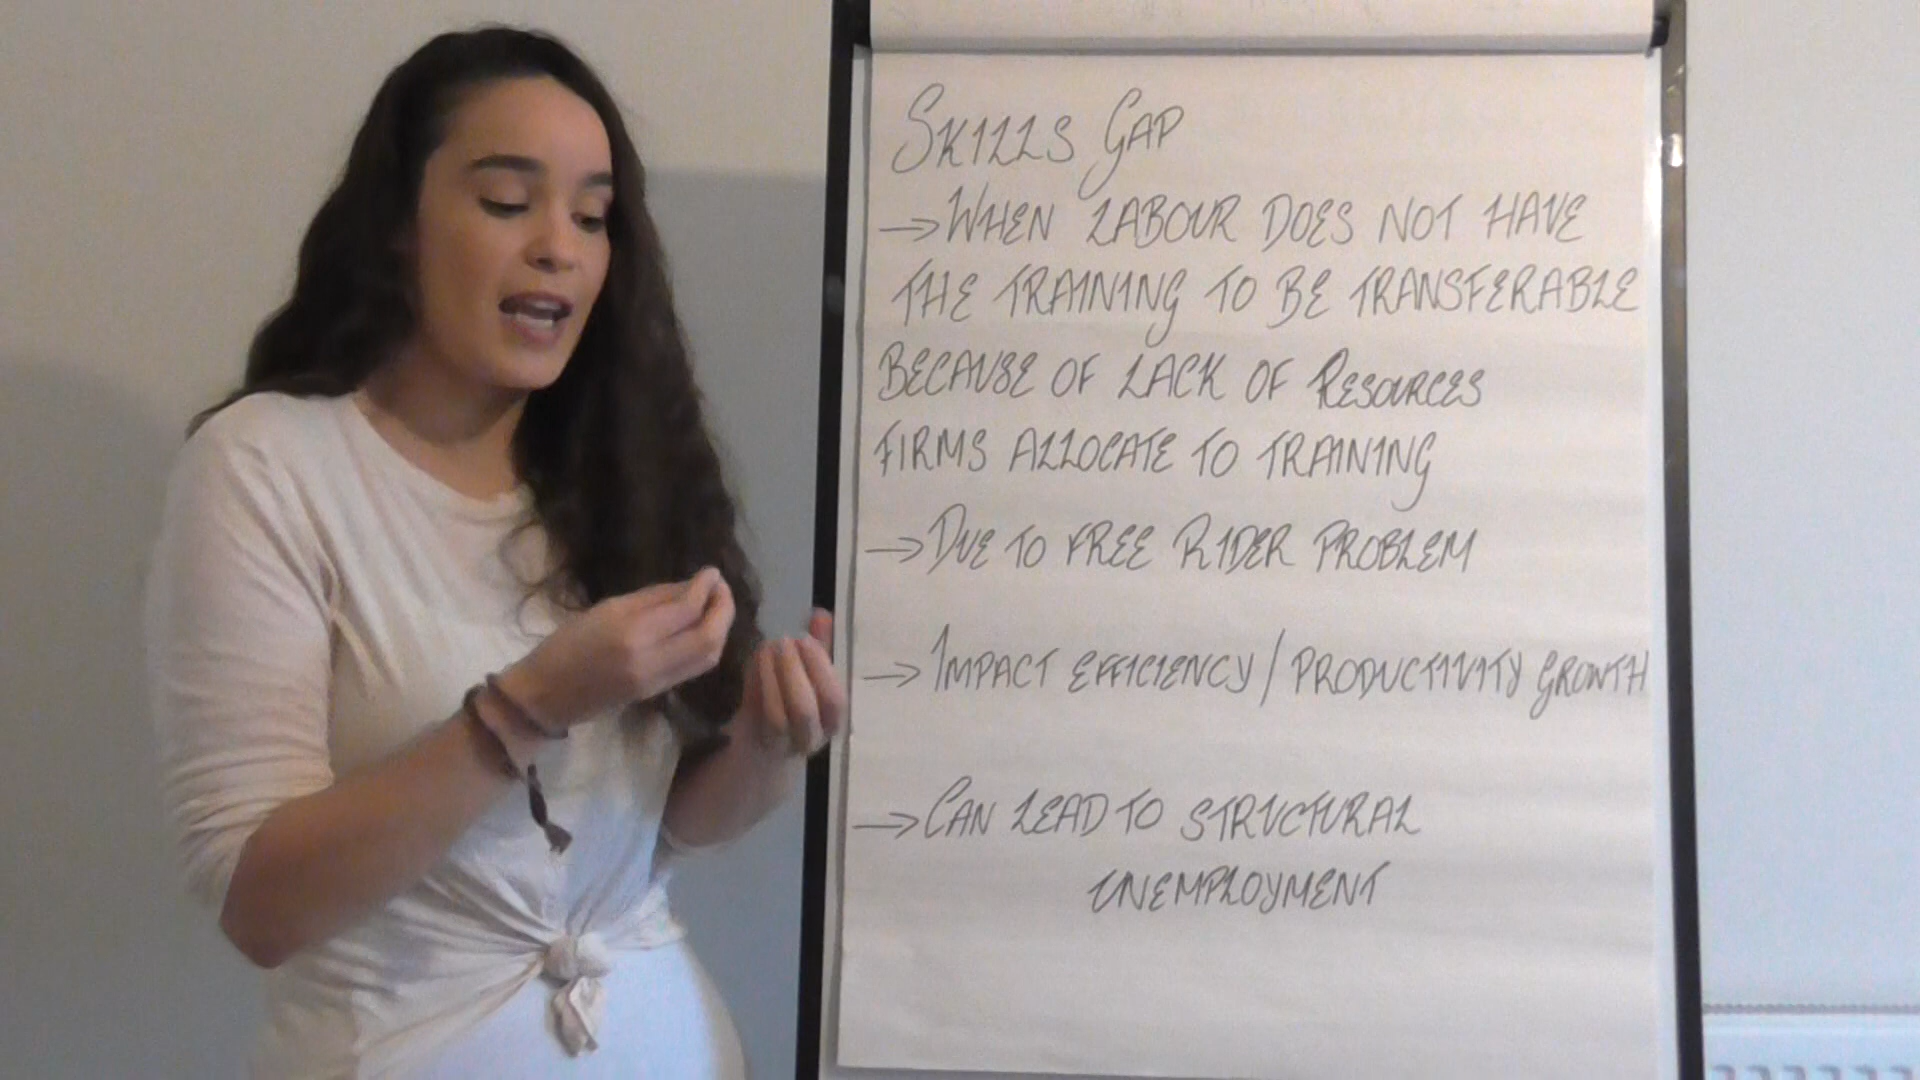 SKILLS GAP
→ WHEN LABOUR DOES NOT HAVE
THE TRAINING TO BE TRANSFERABLE
BECAUSE OF LACK OF RESOURCES
FIRMS ALLOCATE TO TRAINING
→ DUE TO FREE RIDER PROBLEM
→ IMPACT EFFICIENCY / PRODUCTIVITY GROWTH
→ CAN LEAD TO STRUCTURAL
UNEMPLOYMENT